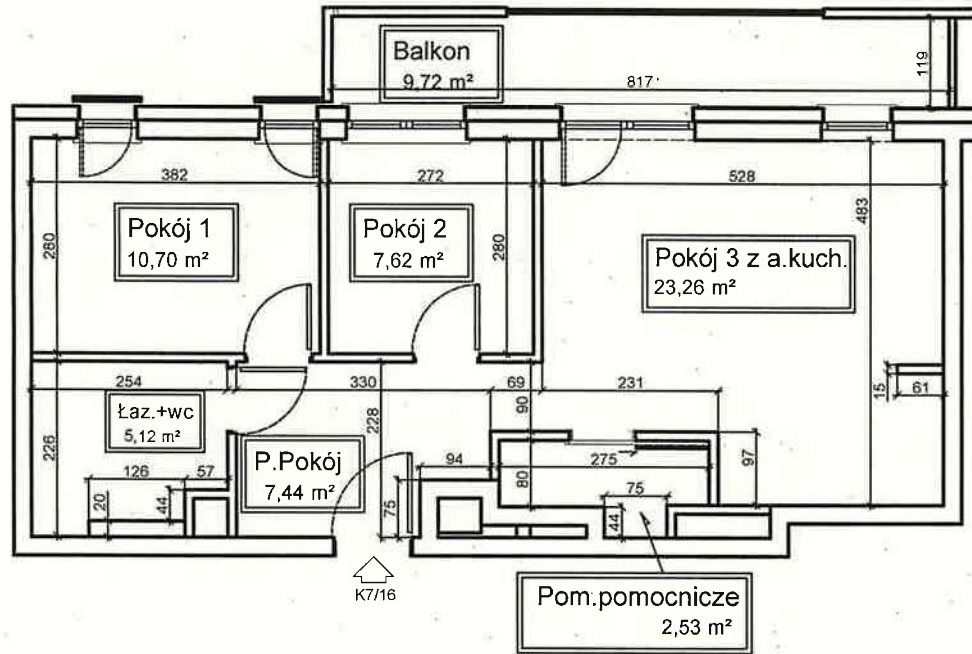 Balkon
9,72 m²
817
119
382
272
528
Pokój 1
10,70 m²
280
Pokój 2
7,62 m²
280
Pokój 3 z a.kuch.
23,26 m²
483
254
330
69
231
15
61
Łaz.+wc
5,12 m²
226
126
57
44
20
P.Pokój
7,44 m²
228
90
94
275
80
97
75
75
44
K7/16
Pom.pomocnicze
2,53 m²